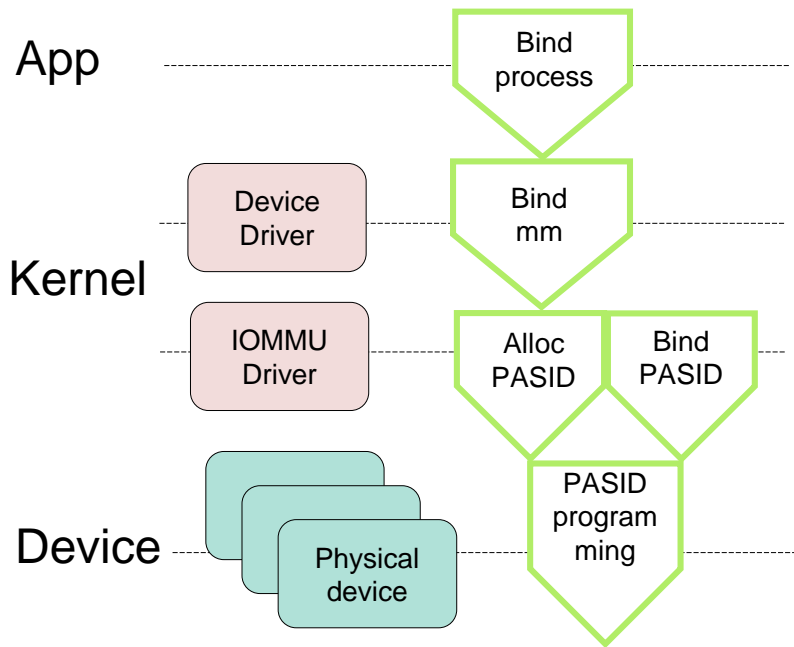 App
Bind
process
Device
Driver
Bind
mm
Kernel
IOMMU
Driver
Alloc
PASID
Bind
PASID
Device
Physical
device
PASID
program
ming